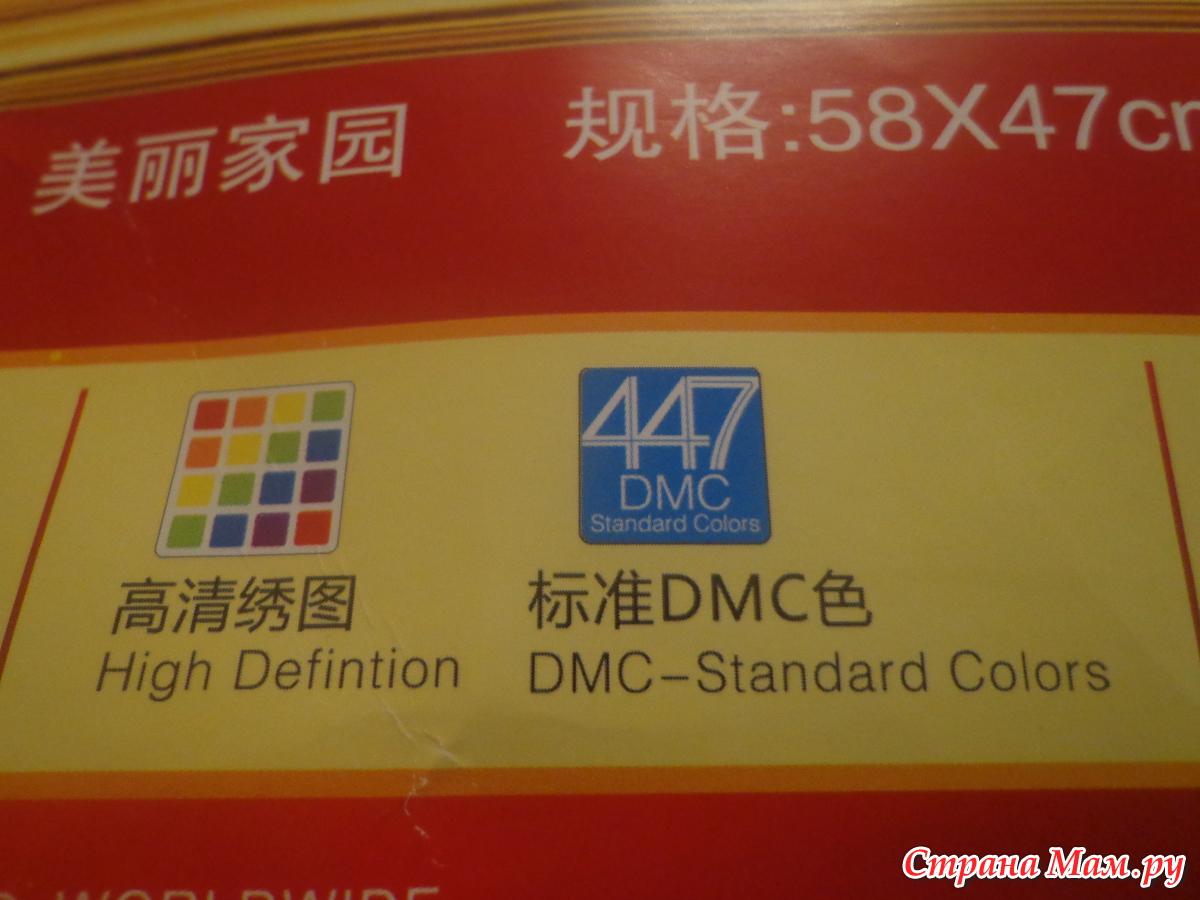 美丽家园 规格:58X47c
447
DMC
Standard Colors
高清绣图 标准DMC色
High Defintion DMC-Standard Colors
WORLDWIDE
Страна Мам.ру